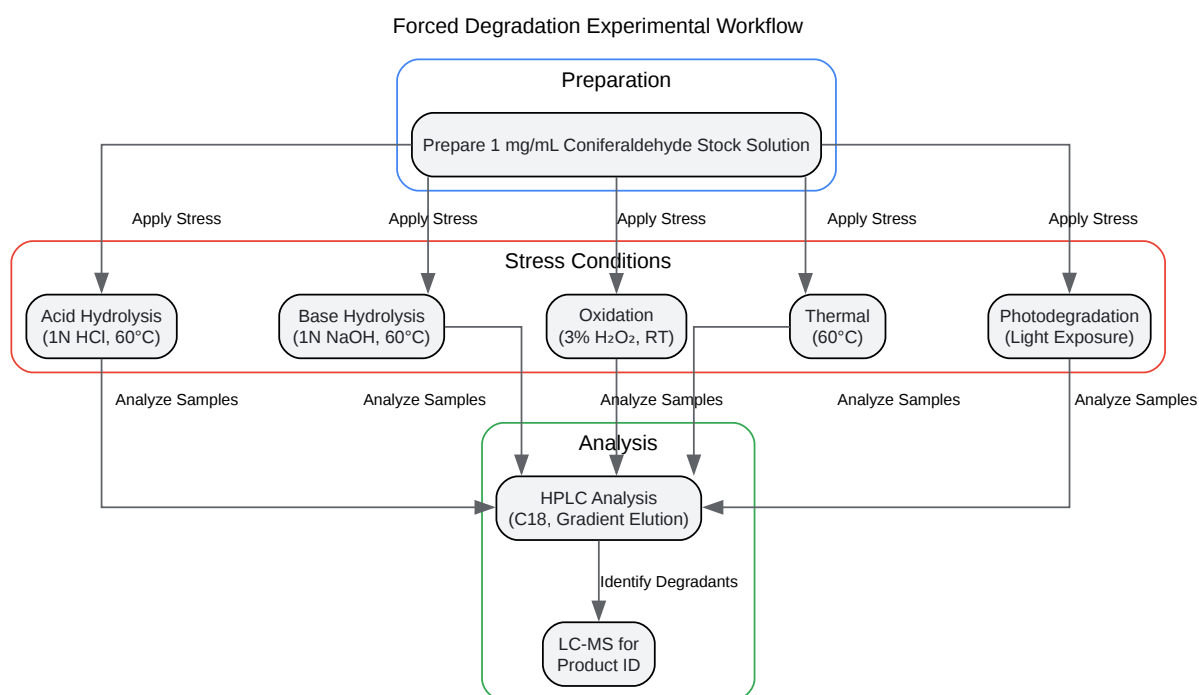 Forced Degradation Experimental Workflow
Preparation
Prepare 1 mg/mL Coniferaldehyde Stock Solution
Apply Stress
Apply Stress
Apply Stress
Apply Stress
Apply Stress
Stress Conditions
Acid Hydrolysis
(1N HCl, 60°C)
Base Hydrolysis
(1N NaOH, 60°C)
Oxidation
(3% H₂O₂, RT)
Thermal
(60°C)
Photodegradation
(Light Exposure)
Analyze Samples
Analyze Samples
Analyze Samples
Analyze Samples
Analyze Samples
Analysis
HPLC Analysis
(C18, Gradient Elution)
Identify Degradants
LC-MS for
Product ID